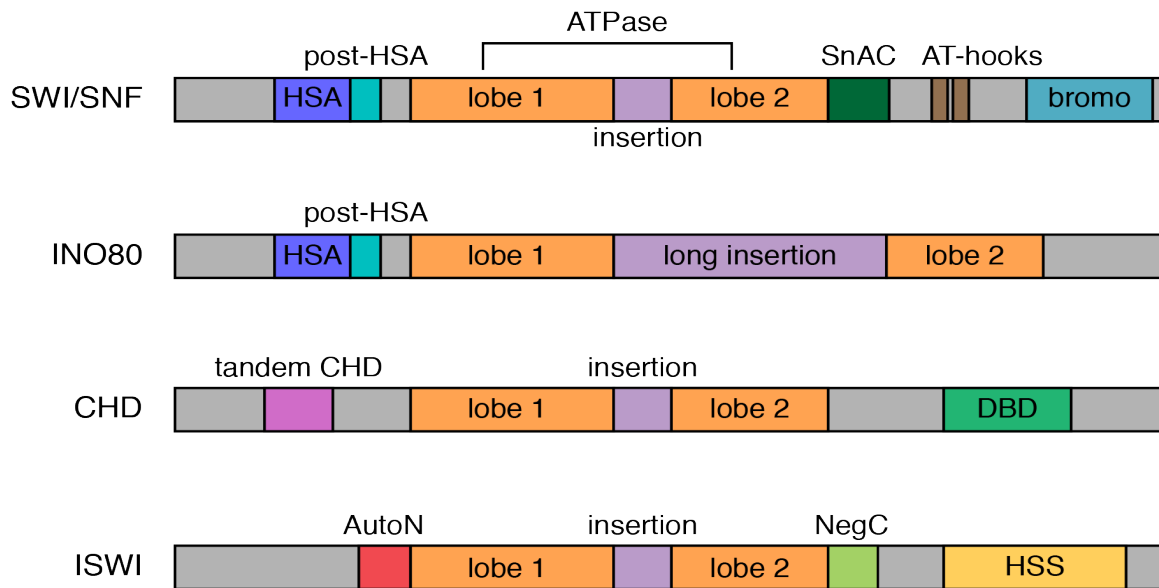 ATPase
post-HSA SnAC AT-hooks
SWI/SNF HSA lobe 1 lobe 2 bromo
insertion
post-HSA
INO80 HSA lobe 1 long insertion lobe 2
tandem CHD insertion
CHD lobe 1 lobe 2 DBD
AutoN insertion NegC
ISWI lobe 1 lobe 2 HSS